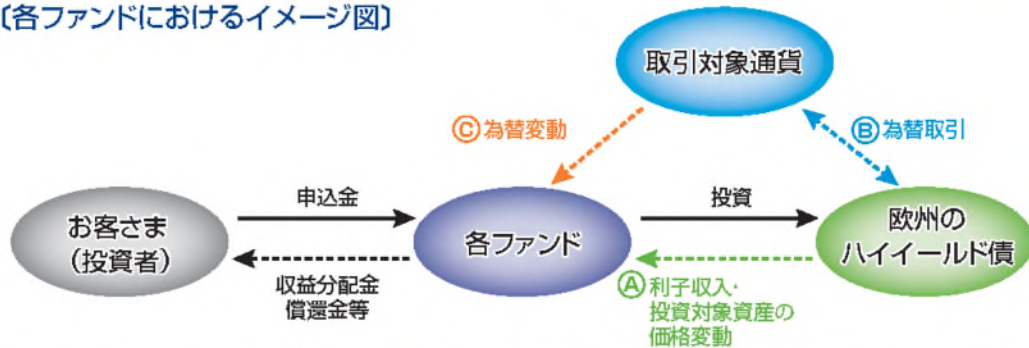 〔各ファンドにおけるイメージ図〕
取引対象通貨
Ⓒ為替変動
Ⓑ為替取引
お客さま
（投資者）
申込金
収益分配金
償還金等
各ファンド
投資
Ⓐ利子収入・
投資対象資産の
価格変動
欧州の
ハイイールド債